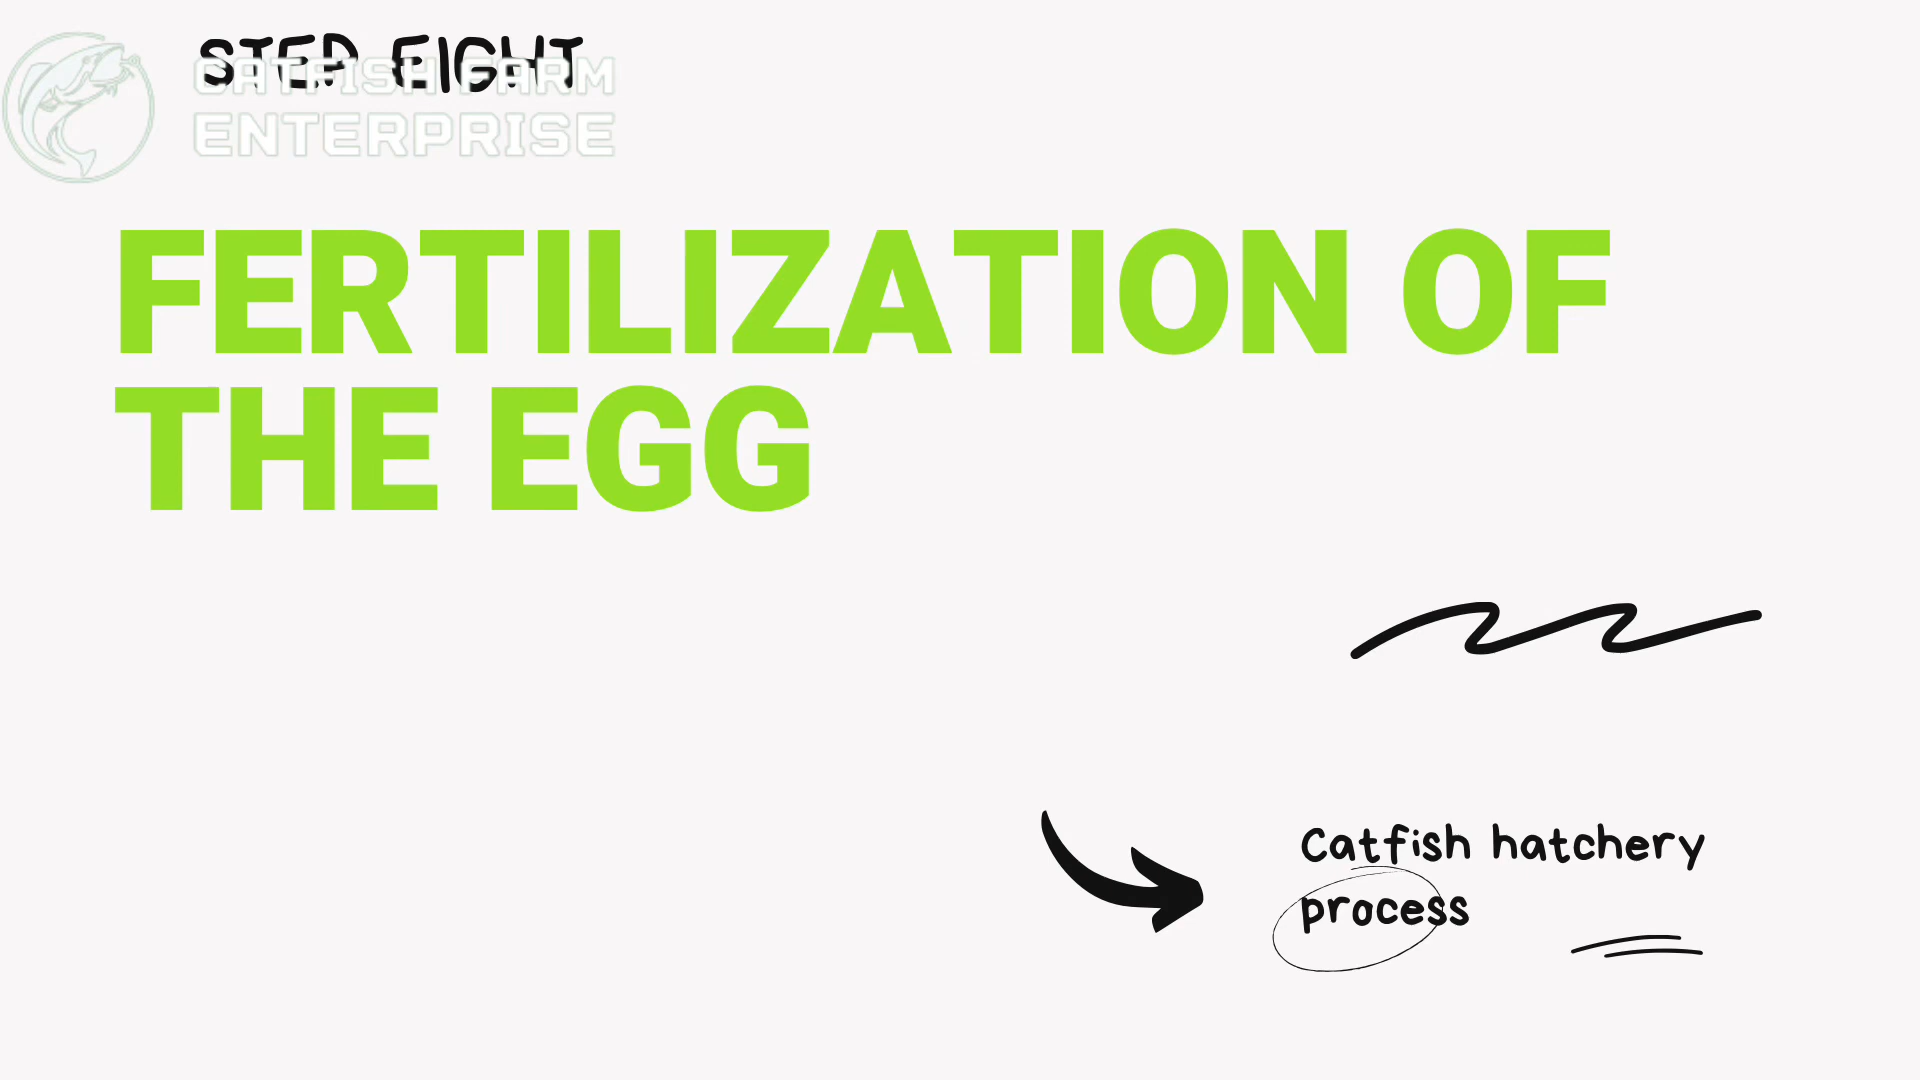 STEP EIGHT
CATFISH FARM
ENTERPRISE
FERTILIZATION OF
THE EGG
Catfish hatchery
process